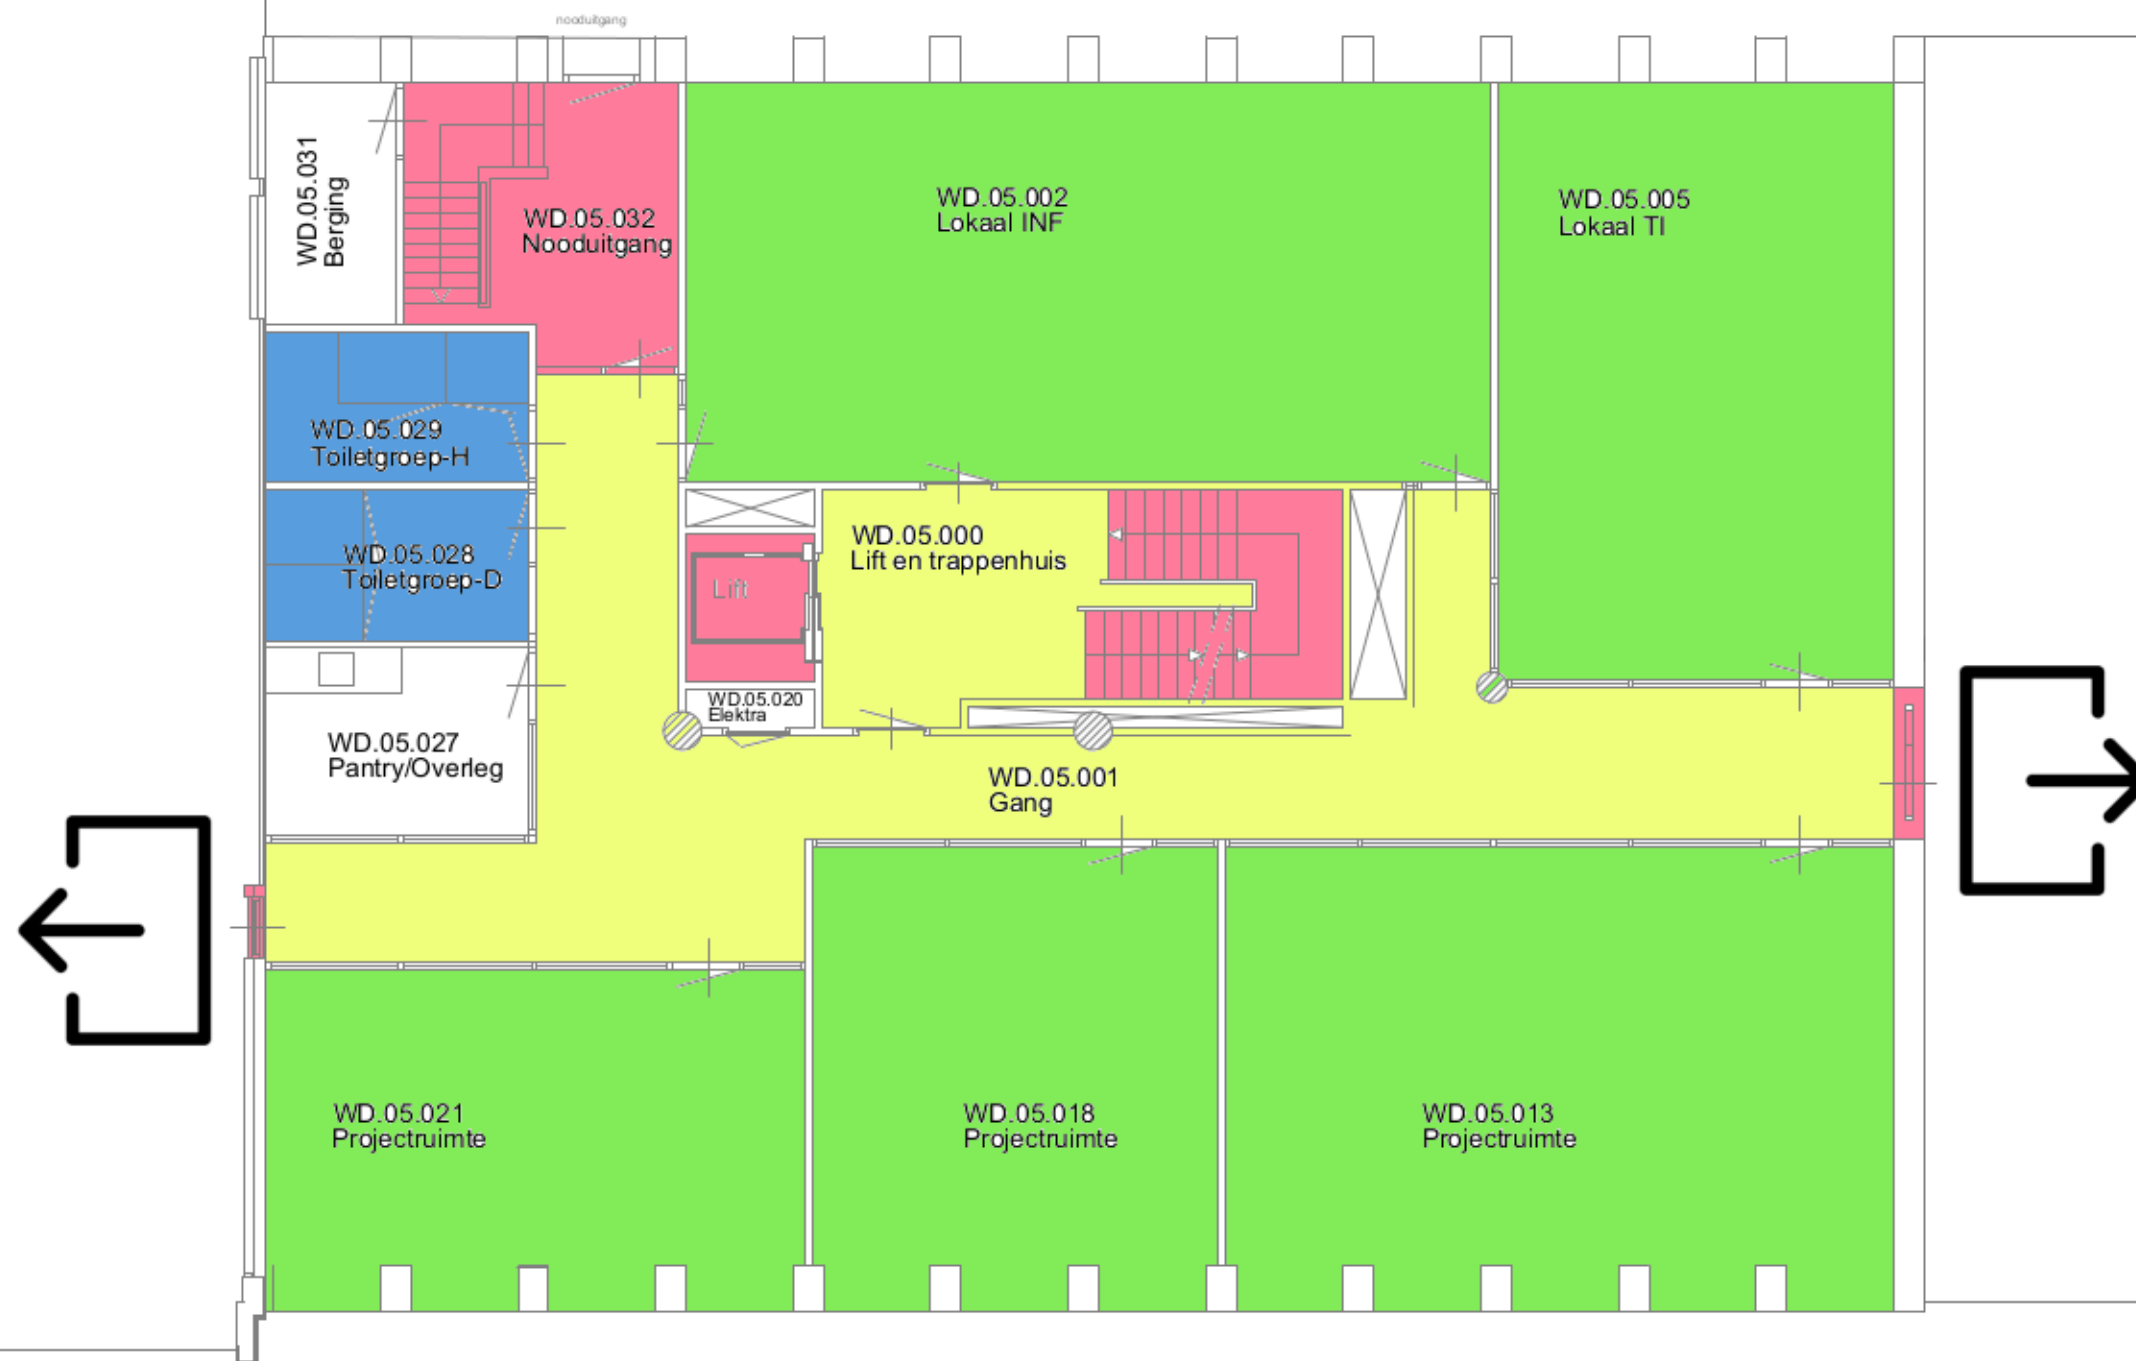 nooduitgang
WD.05.031
Berging
WD.05.032
Nooduitgang
WD.05.002
Lokaal INF
WD.05.005
Lokaal TI
WD.05.029
Toiletgroep-H
WD.05.028
Toiletgroep-D
WD.05.000
Lift en trappenhuis
Lift
WD.05.020
Elektra
WD.05.027
Pantry/Overleg
WD.05.001
Gang
WD.05.021
Projectruimte
WD.05.018
Projectruimte
WD.05.013
Projectruimte